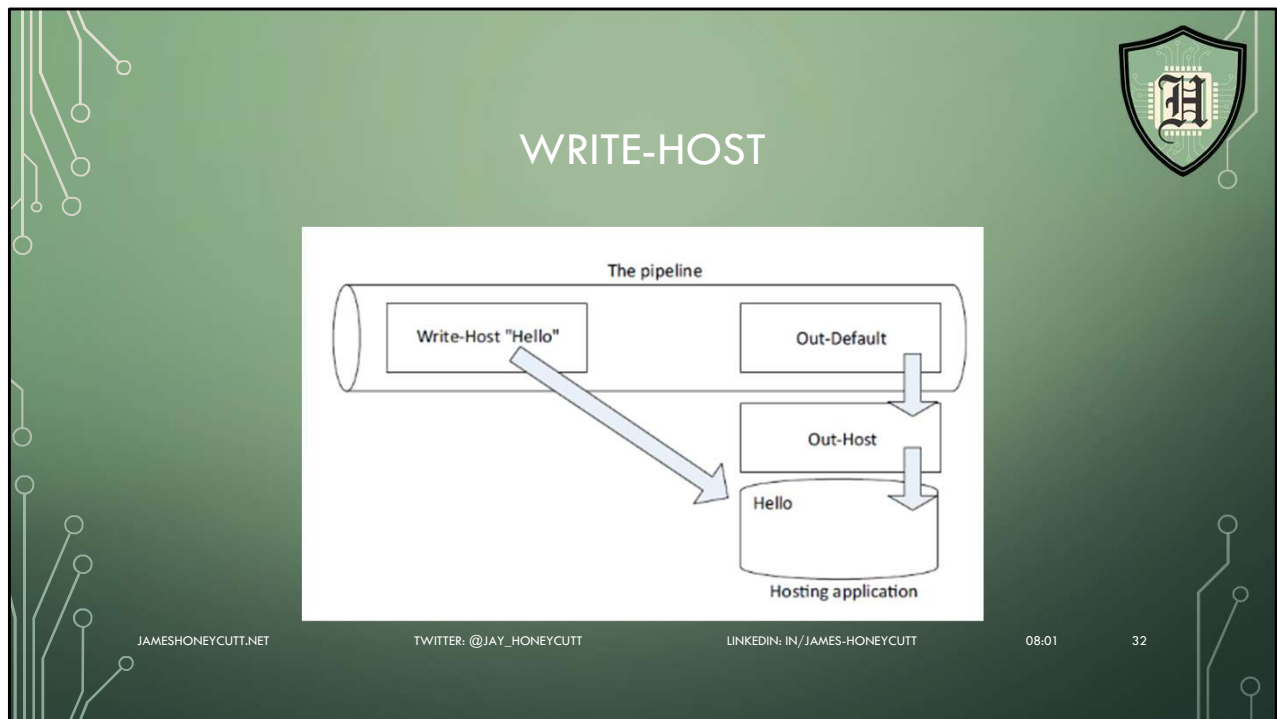 WRITE-HOST
H
The pipeline
Write-Host "Hello"
Out-Default
Out-Host
Hello
Hosting application
JAMESHONEYCUTT.NET TWITTER: @JAY_HONEYCUTT LINKEDIN: IN/JAMES-HONEYCUTT 08:01 32